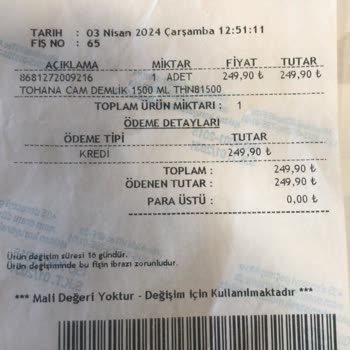 TARIH : 03 Nisan 2024 Çarşamba 12:51:11
FİŞ NO : 65
AÇIKLAMA MİKTAR FİYAT TUTAR
8681272009216 1 ADET 249,90 ₺ 249,90 ₺
TOHANA CAM DEMLİK 1500 ML THN81500
TOPLAM ÜRÜN MİKTARI : 1
ÖDEME DETAYLARI
ÖDEME TİPİ TUTAR
KREDİ 249,90 ₺
TOPLAM : 249,90 ₺
ÖDENEN TUTAR : 249,90 ₺
PARA ÜSTÜ : 0,00 ₺
Ürün değişim süresi 10 gündür.
Ürün değişiminde bu fişin ibrazı zorunludur.
*** Mali Değeri Yoktur - Değişim İçin Kullanılmaktadır ***